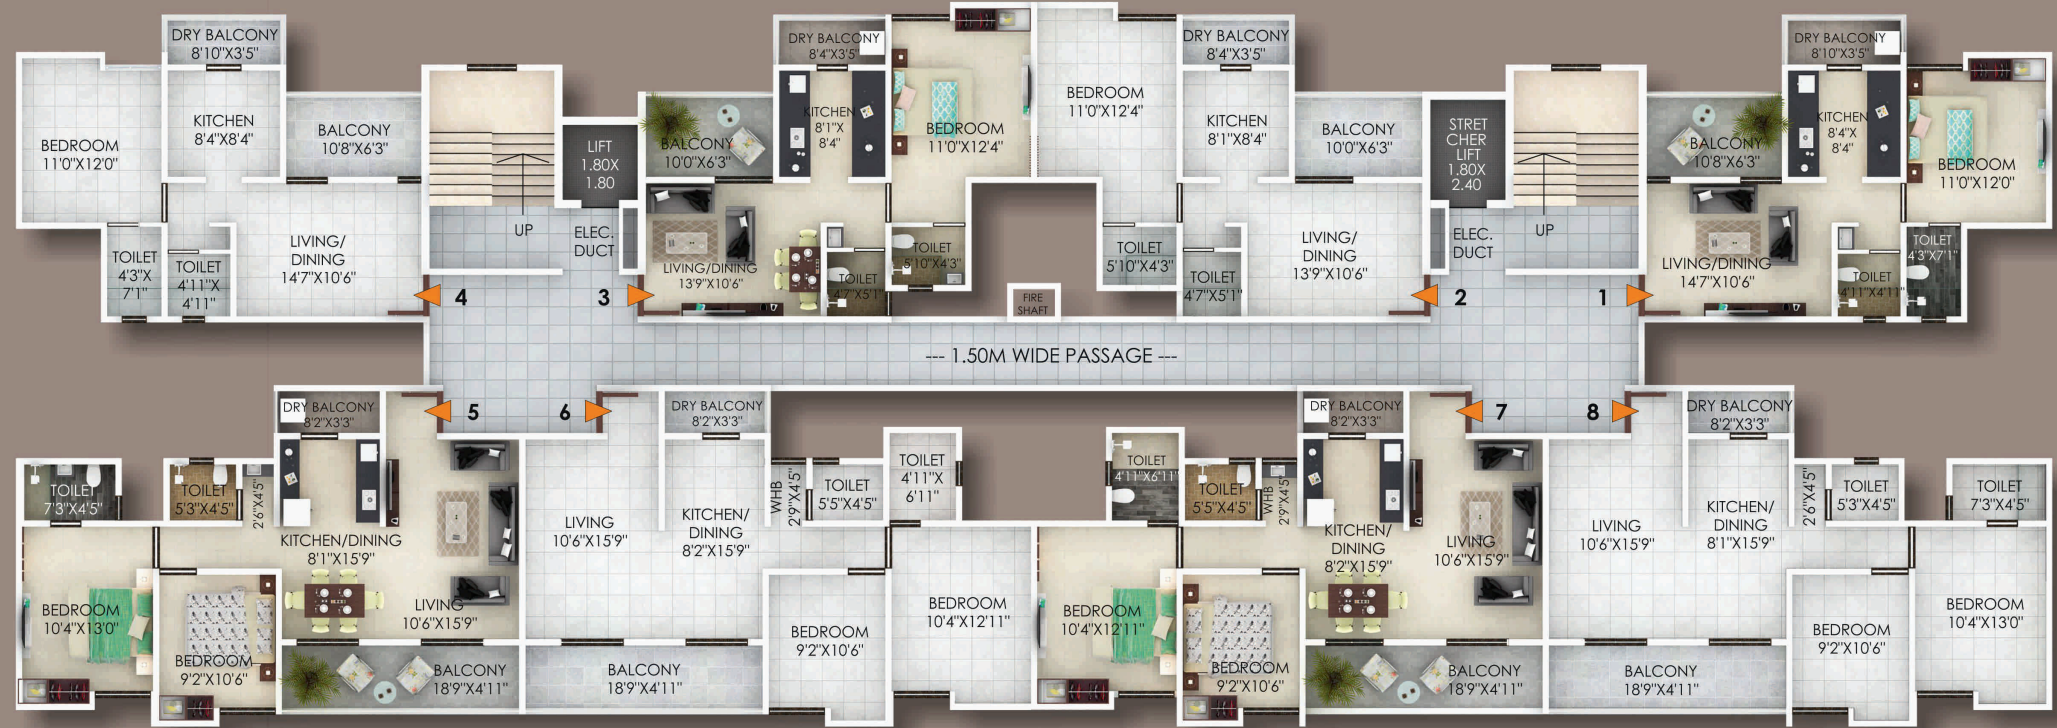 DRY BALCONY
8'10"X3'5"
KITCHEN
8'4"X8'4"
BEDROOM
11'0"X12'0"
BALCONY
10'8"X6'3"
LIVING/
DINING
14'7"X10'6"
TOILET
4'3"X
7'1"
TOILET
4'11"X
4'11"
4
UP
LIFT
1.80X
1.80
ELEC.
DUCT
3
DRY BALCONY
8'4"X3'5"
KITCHEN
8'1"X
8'4"
BALCONY
10'0"X6'3"
BEDROOM
11'0"X12'4"
LIVING/DINING
13'9"X10'6"
TOILET
5'10"X4'3"
TOILET
4'7"X5'1"
BEDROOM
11'0"X12'4"
DRY BALCONY
8'4"X3'5"
KITCHEN
8'1"X8'4"
BALCONY
10'0"X6'3"
TOILET
5'10"X4'3"
TOILET
4'7"X5'1"
LIVING/
DINING
13'9"X10'6"
FIRE
SHAFT
2
STRET
CHER
LIFT
1.80X
2.40
ELEC.
DUCT
UP
1
DRY BALCONY
8'10"X3'5"
KITCHEN
8'4"X
8'4"
BALCONY
10'8"X6'3"
BEDROOM
11'0"X12'0"
LIVING/DINING
14'7"X10'6"
TOILET
4'3"X7'1"
TOILET
4'11"X4'11"
--- 1.50M WIDE PASSAGE ---
5
DRY BALCONY
8'2"X3'3"
TOILET
7'3"X4'5"
TOILET
5'3"X4'5"
2'6"X4'5"
KITCHEN/DINING
8'1"X15'9"
LIVING
10'6"X15'9"
BEDROOM
10'4"X13'0"
BEDROOM
9'2"X10'6"
BALCONY
18'9"X4'11"
6
DRY BALCONY
8'2"X3'3"
LIVING
10'6"X15'9"
KITCHEN/
DINING
8'2"X15'9"
WHB
2'9"X4'5"
TOILET
5'5"X4'5"
TOILET
4'11"X
6'11"
BALCONY
18'9"X4'11"
BEDROOM
9'2"X10'6"
BEDROOM
10'4"X12'11"
7
DRY BALCONY
8'2"X3'3"
TOILET
4'11"X6'11"
TOILET
5'5"X4'5"
WHB
2'9"X4'5"
KITCHEN/
DINING
8'2"X15'9"
LIVING
10'6"X15'9"
BEDROOM
10'4"X12'11"
BEDROOM
9'2"X10'6"
BALCONY
18'9"X4'11"
8
DRY BALCONY
8'2"X3'3"
LIVING
10'6"X15'9"
KITCHEN/
DINING
8'1"X15'9"
2'6"X4'5"
TOILET
5'3"X4'5"
TOILET
7'3"X4'5"
BALCONY
18'9"X4'11"
BEDROOM
9'2"X10'6"
BEDROOM
10'4"X13'0"